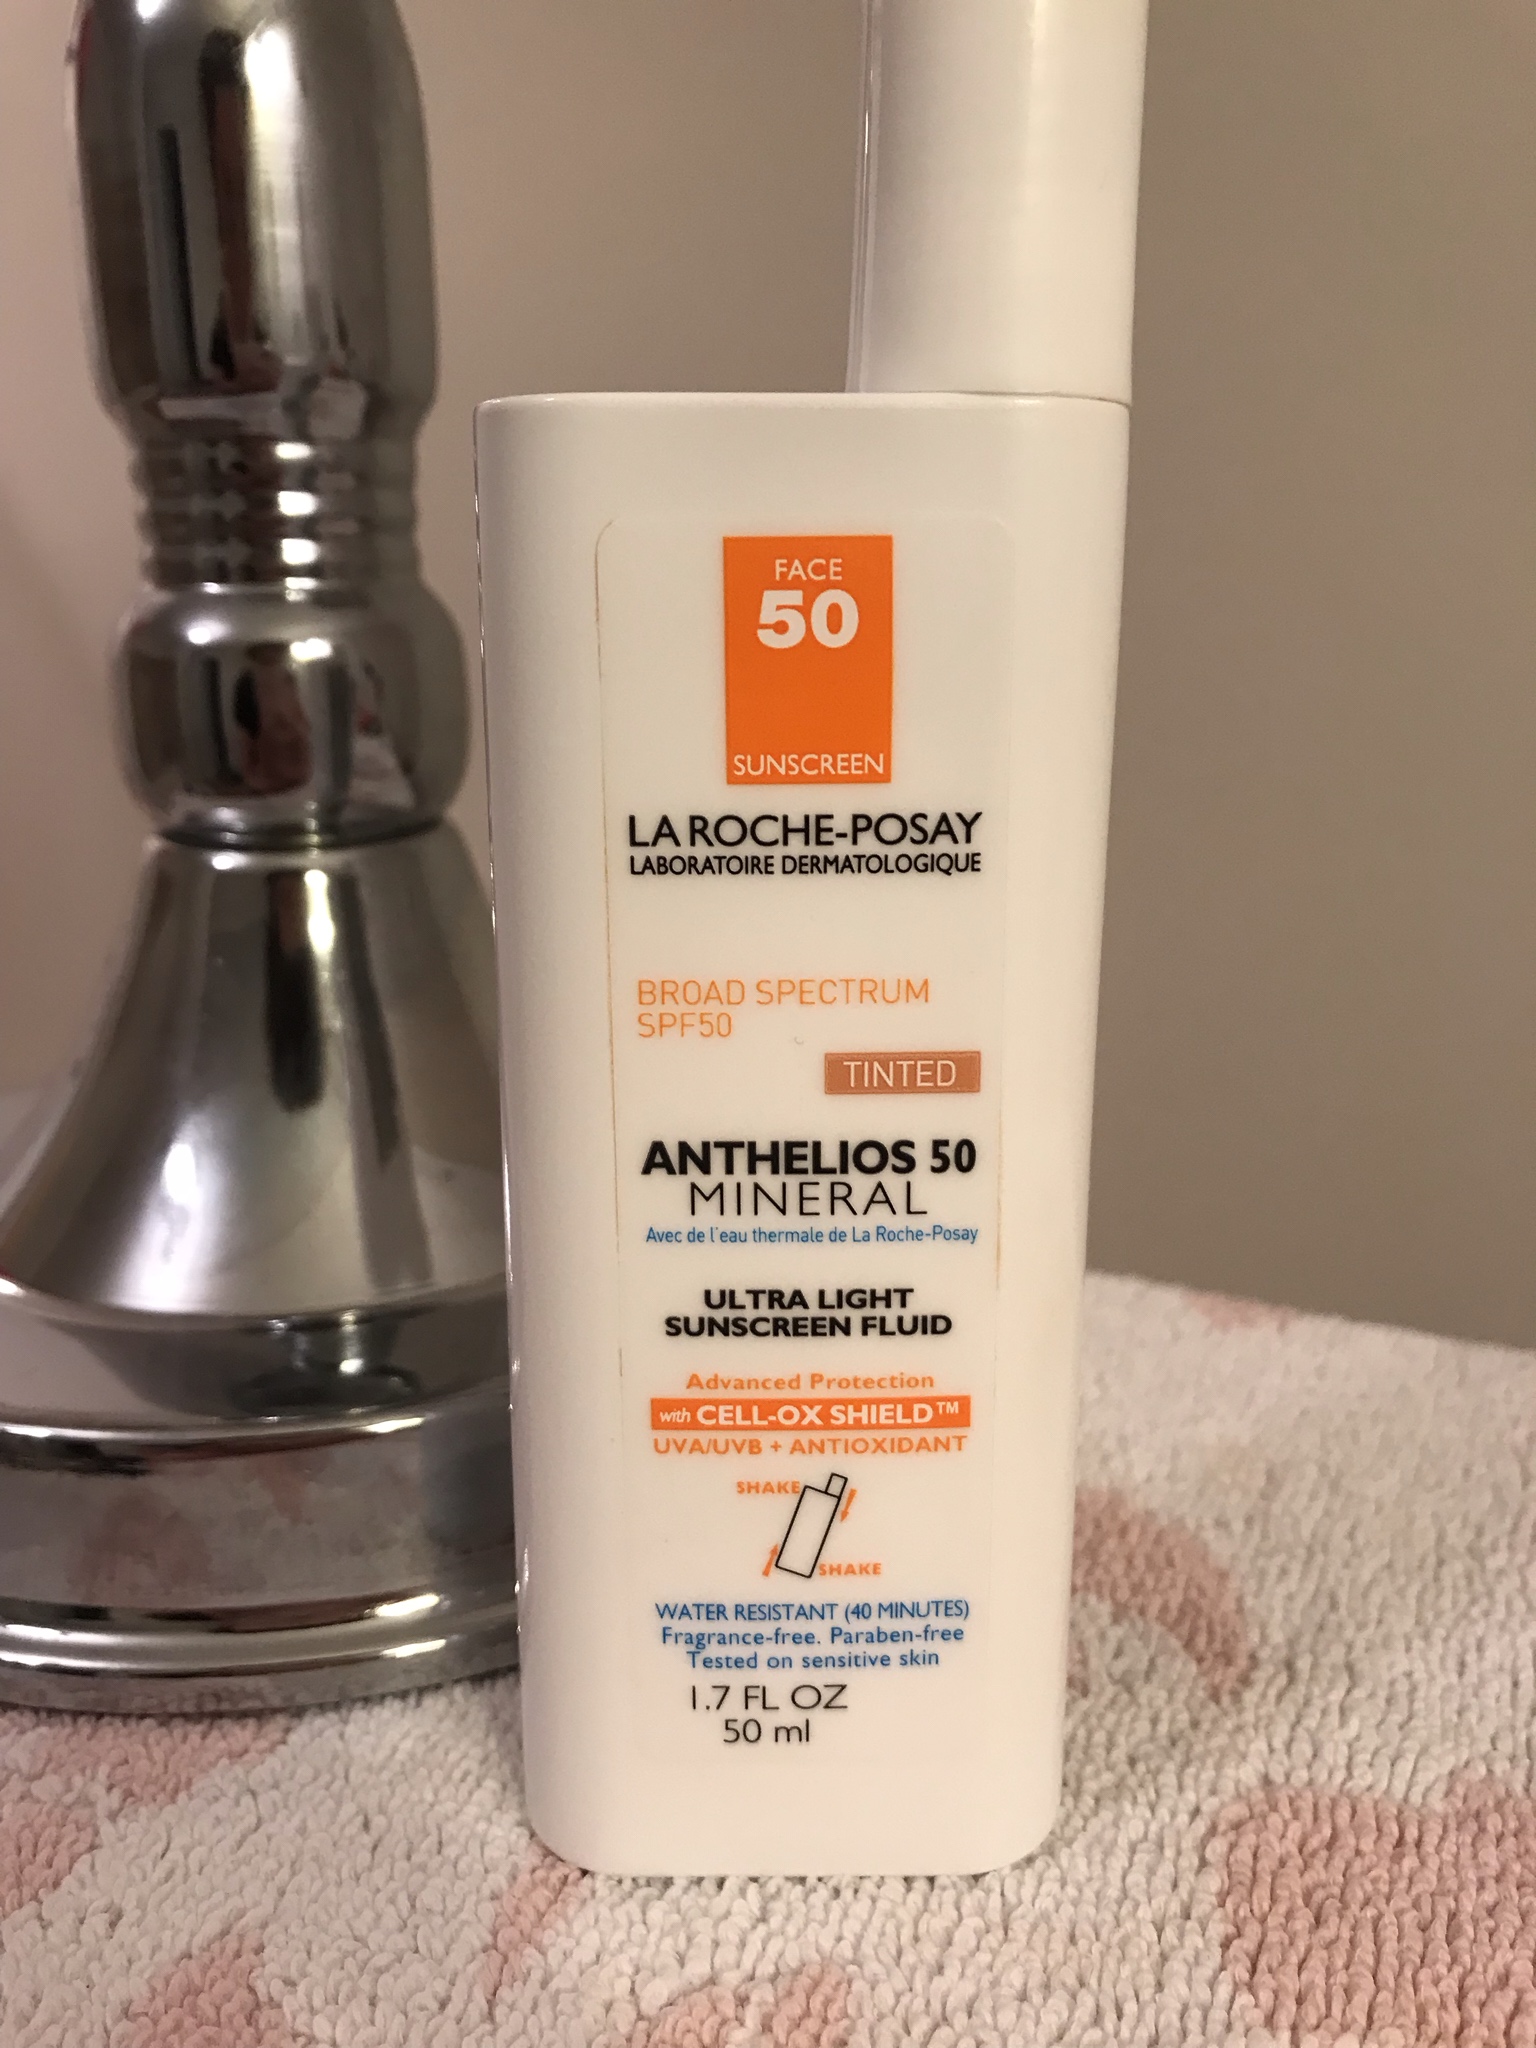 FACE
50
SUNSCREEN
LA ROCHE-POSAY
LABORATOIRE DERMATOLOGIQUE
BROAD SPECTRUM
SPF50
TINTED
ANTHELIOS 50
MINERAL
Avec de l'eau thermale de La Roche-Posay
ULTRA LIGHT
SUNSCREEN FLUID
Advanced Protection
with CELL-OX SHIELD™
UVA/UVB + ANTIOXIDANT
SHAKE
SHAKE
WATER RESISTANT (40 MINUTES)
Fragrance-free. Paraben-free
Tested on sensitive skin
1.7 FL OZ
50 ml